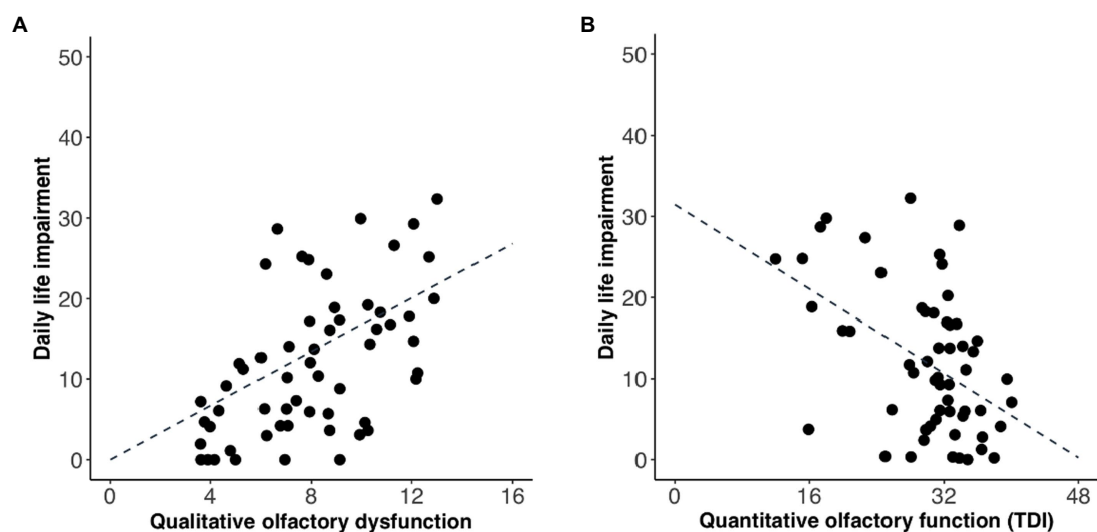 A
B
50
40
30
20
10
0
Daily life impairment
0 4 8 12 16
Qualitative olfactory dysfunction
50
40
30
20
10
0
Daily life impairment
0 16 32 48
Quantitative olfactory function (TDI)